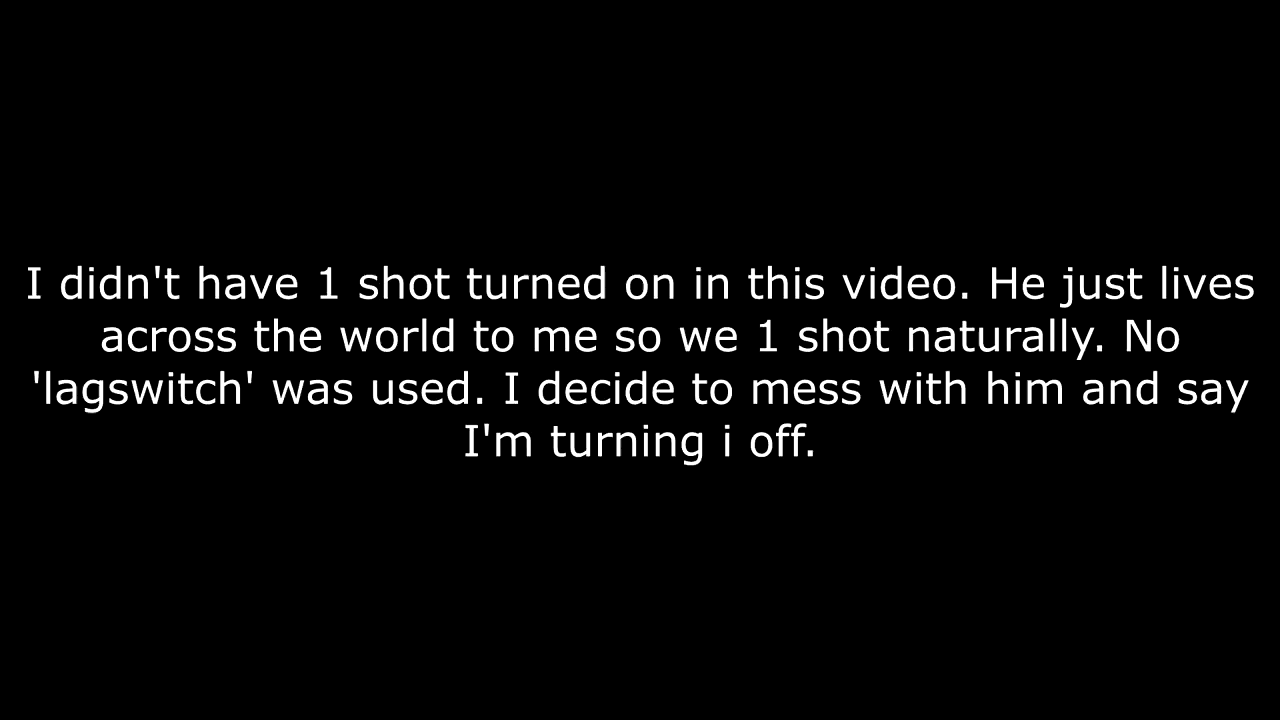 I didn't have 1 shot turned on in this video. He just lives
across the world to me so we 1 shot naturally. No
'lagswitch' was used. I decide to mess with him and say
I'm turning i off.